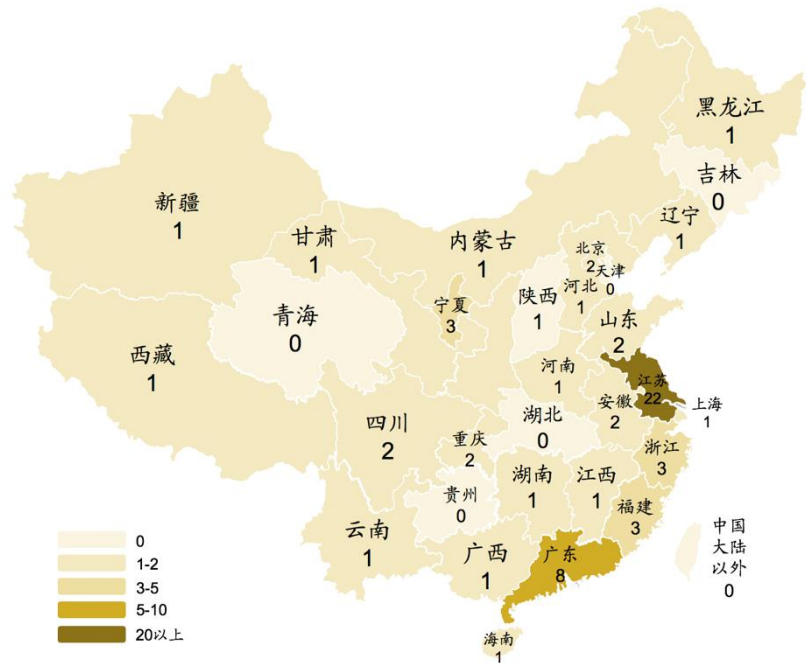 黑龙江
1
吉林
0
新疆
1
辽宁
1
甘肃
1
内蒙古
1
北京
2
天津
0
河北
1
宁夏
3
陕西
1
青海
0
山东
2
西藏
1
河南
1
江苏
22
安徽
2
上海
1
四川
2
湖北
0
重庆
2
浙江
3
湖南
1
江西
1
贵州
0
福建
3
云南
1
广西
1
广东
8
中国
大陆
以外
0
海南
1
0
1-2
3-5
5-10
20以上